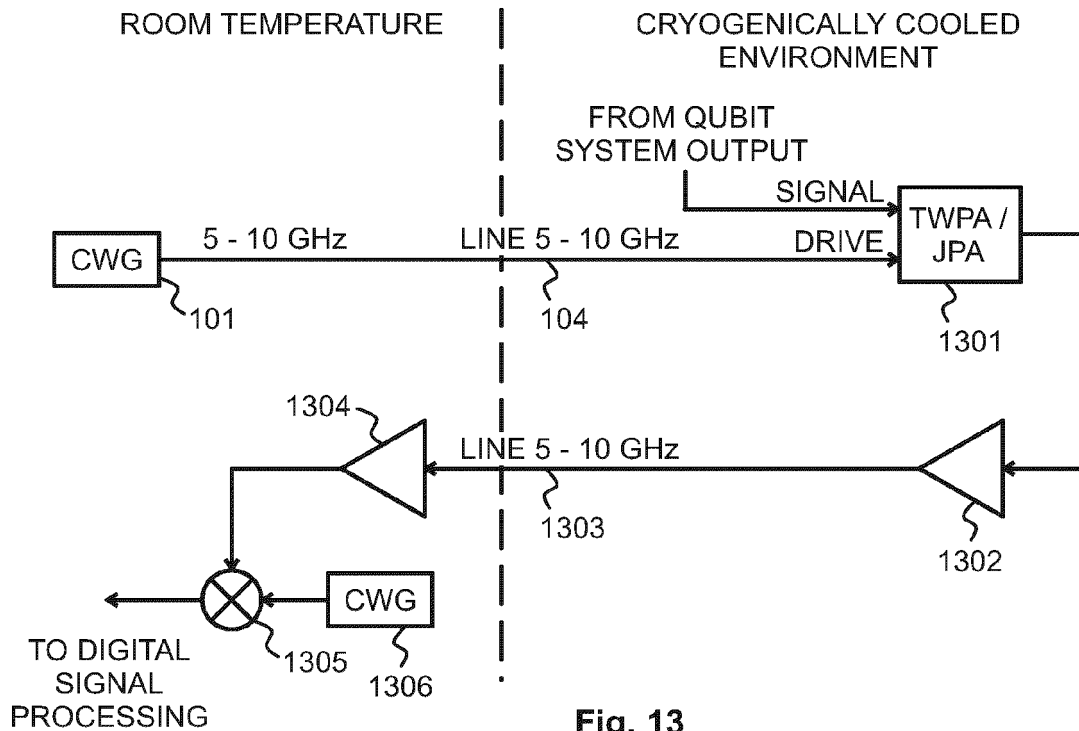 ROOM TEMPERATURE
CRYOGENICALLY COOLED
ENVIRONMENT
FROM QUBIT
SYSTEM OUTPUT
SIGNAL
TWPA /
JPA
5 - 10 GHz
LINE 5 - 10 GHz
DRIVE
CWG
101
104
1301
1304
LINE 5 - 10 GHz
1303
1302
CWG
1305
1306
TO DIGITAL
SIGNAL
PROCESSING
Fig. 13